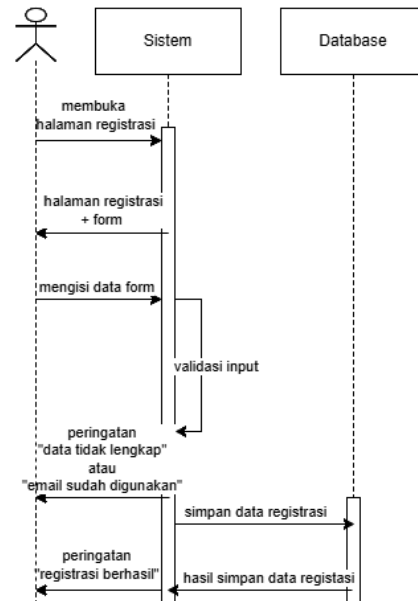 Sistem
Database
membuka
halaman registrasi
halaman registrasi
+ form
mengisi data form
validasi input
peringatan
"data tidak lengkap"
atau
"email sudah digunakan"
simpan data registrasi
peringatan
"registrasi berhasil"
hasil simpan data registasi